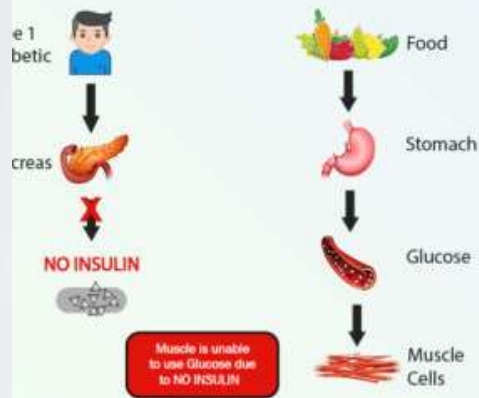 e 1
betic
creas
NO INSULIN
Food
Stomach
Glucose
Muscle
Cells
Muscle is unable
to use Glucose due
to NO INSULIN